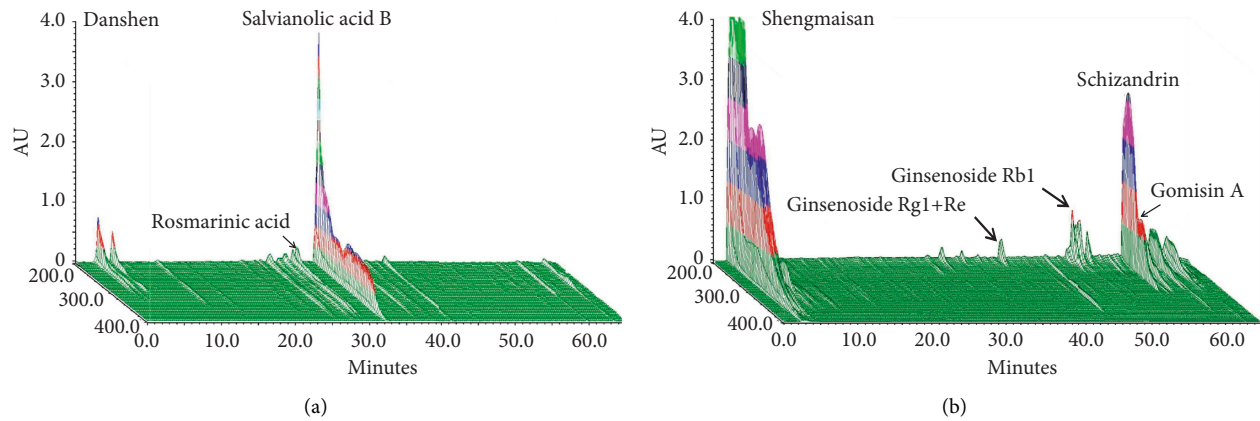 4.0
Danshen
Salvianolic acid B
3.0
AU
2.0
1.0
Rosmarinic acid
0
200.0
300.0
400.0
0.0 10.0 20.0 30.0 40.0 50.0 60.0
Minutes
(a)
4.0
Shengmaisan
3.0
Schizandrin
AU
2.0
Ginsenoside Rb1
1.0
Gomisin A
Ginsenoside Rg1+Re
0
200.0
300.0
400.0
0.0 10.0 20.0 30.0 40.0 50.0 60.0
Minutes
(b)